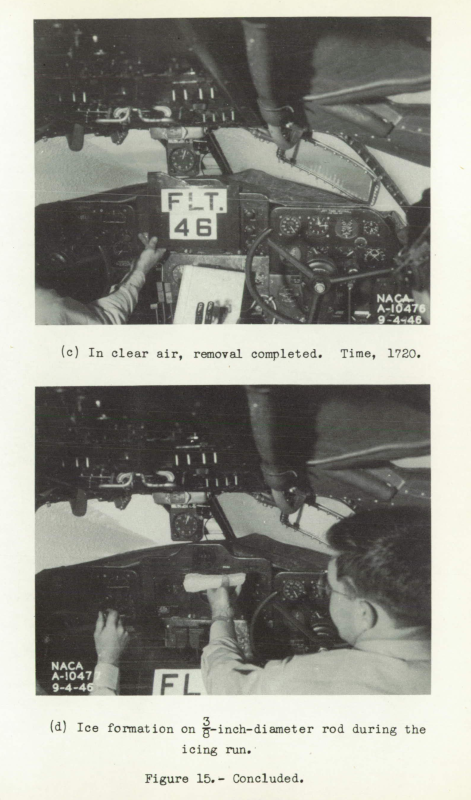 FLT.
46
NACA
A-10476
9-4-46
(c) In clear air, removal completed. Time, 1720.
NACA
A-1047
9-4-46
FL
(d) Ice formation on 3/8-inch-diameter rod during the
icing run.
Figure 15.- Concluded.